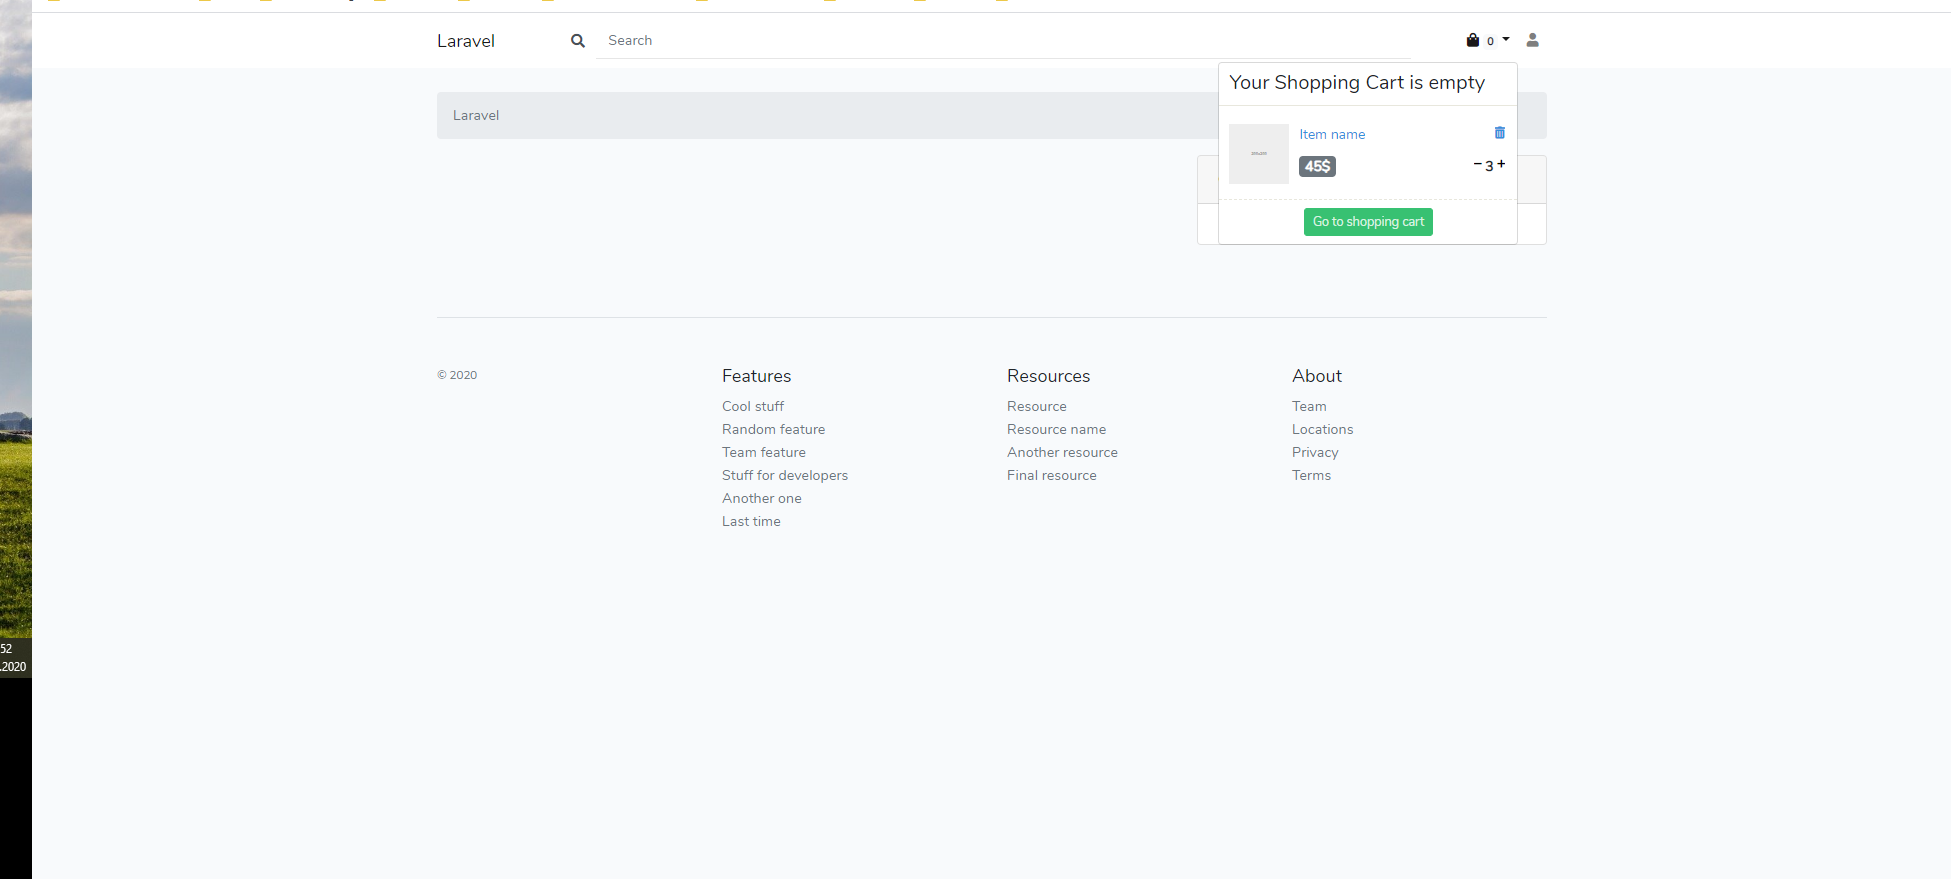 Laravel
Search
0
Your Shopping Cart is empty
Laravel
Item name
45$
− 3 +
Go to shopping cart
© 2020
Features
Cool stuff
Random feature
Team feature
Stuff for developers
Another one
Last time
Resources
Resource
Resource name
Another resource
Final resource
About
Team
Locations
Privacy
Terms
52
.2020